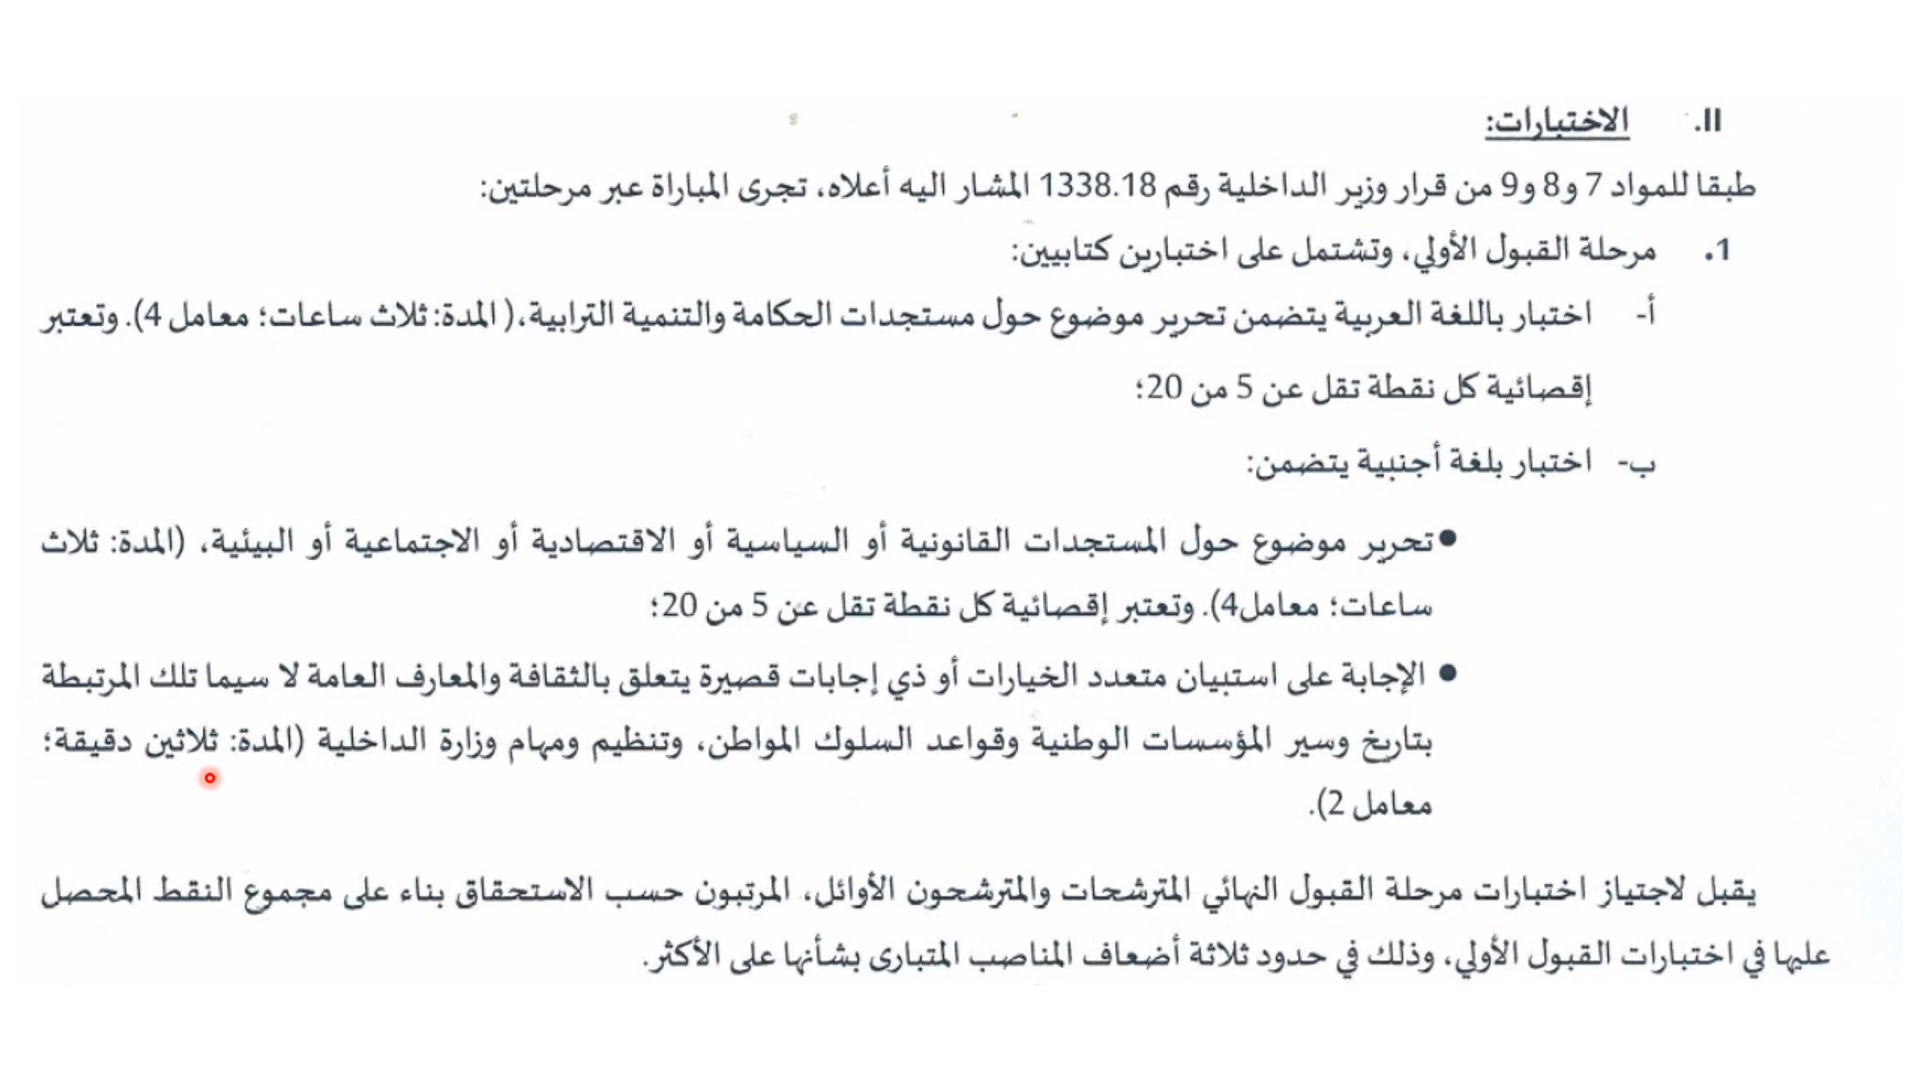 II. الاختبارات:
طبقا للمواد 7 و8 و9 من قرار وزير الداخلية رقم 1338.18 المشار اليه أعلاه، تجرى المباراة عبر مرحلتين:
1. مرحلة القبول الأولي، وتشتمل على اختبارين كتابيين:
أ- اختبار باللغة العربية يتضمن تحرير موضوع حول مستجدات الحكامة والتنمية الترابية،( المدة: ثلاث ساعات؛ معامل 4). وتعتبر
إقصائية كل نقطة تقل عن 5 من 20؛
ب- اختبار بلغة أجنبية يتضمن:
● تحرير موضوع حول المستجدات القانونية أو السياسية أو الاقتصادية أو الاجتماعية أو البيئية، (المدة: ثلاث
ساعات؛ معامل4). وتعتبر إقصائية كل نقطة تقل عن 5 من 20؛
● الإجابة على استبيان متعدد الخيارات أو ذي إجابات قصيرة يتعلق بالثقافة والمعارف العامة لا سيما تلك المرتبطة
بتاريخ وسير المؤسسات الوطنية وقواعد السلوك المواطن، وتنظيم ومهام وزارة الداخلية (المدة: ثلاثين دقيقة؛
معامل 2).
يقبل لاجتياز اختبارات مرحلة القبول النهائي المترشحات والمترشحون الأوائل، المرتبون حسب الاستحقاق بناء على مجموع النقط المحصل
عليها في اختبارات القبول الأولي، وذلك في حدود ثلاثة أضعاف المناصب المتبارى بشأنها على الأكثر.